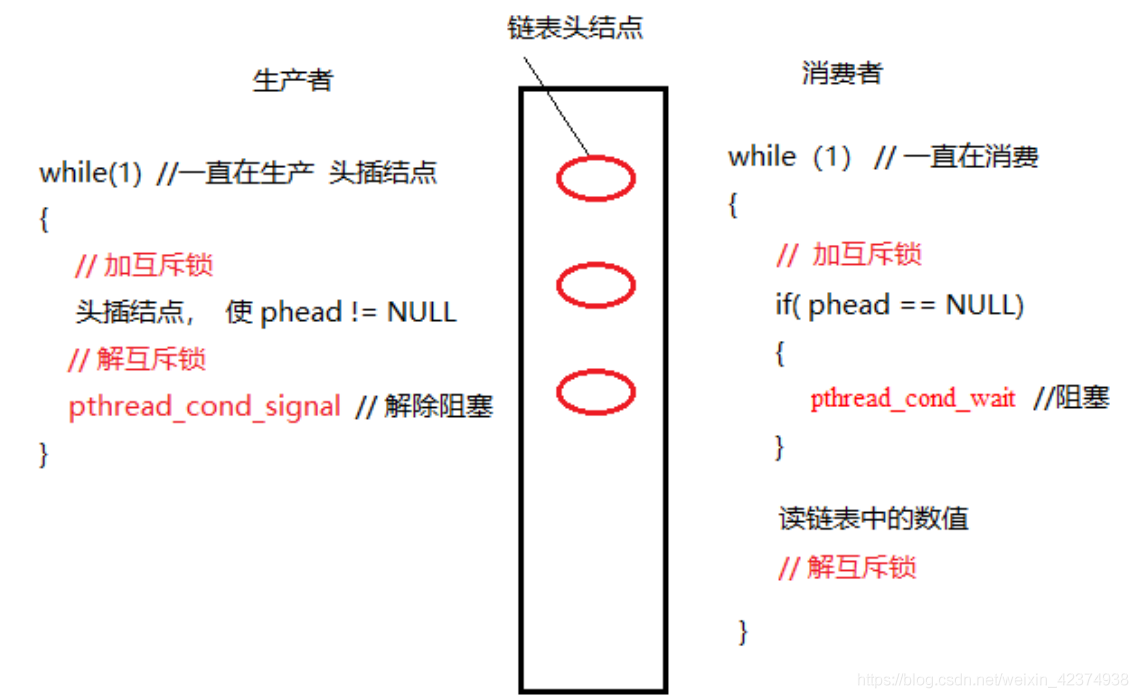 链表头结点
生产者
while(1) //一直在生产 头插结点
{
// 加互斥锁
头插结点， 使 phead != NULL
// 解互斥锁
pthread_cond_signal // 解除阻塞
}
消费者
while (1) // 一直在消费
{
// 加互斥锁
if( phead == NULL)
{
pthread_cond_wait //阻塞
}
读链表中的数值
// 解互斥锁
}
https://blog.csdn.net/weixin_42374938